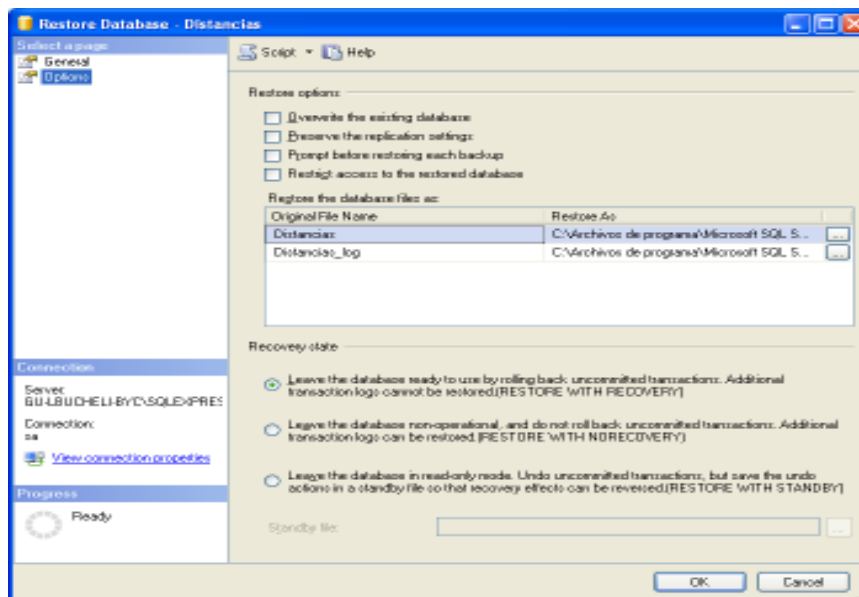 Restore Database - Distancias
Select a page
General
Options
Script
Help
Restore options
Overwrite the existing database
Preserve the replication settings
Prompt before restoring each backup
Restrict access to the restored database
Restore the database files as:
Original File Name Restore As
Distancias C:\Archivos de programa\Microsoft SQL S... ...
Distancias_log C:\Archivos de programa\Microsoft SQL S... ...
Recovery state
Leave the database ready to use by rolling back uncommitted transactions. Additional
transaction logs cannot be restored.(RESTORE WITH RECOVERY)
Leave the database non-operational, and do not roll back uncommitted transactions. Additional
transaction logs can be restored.(RESTORE WITH NORECOVERY)
Leave the database in read-only mode. Undo uncommitted transactions, but save the undo
actions in a standby file so that recovery effects can be reversed.(RESTORE WITH STANDBY)
Standby file: ...
Connection
Server:
GU-LBUCHELI-BYC\SQLEXPRES
Connection:
sa
View connection properties
Progress
Ready
OK Cancel